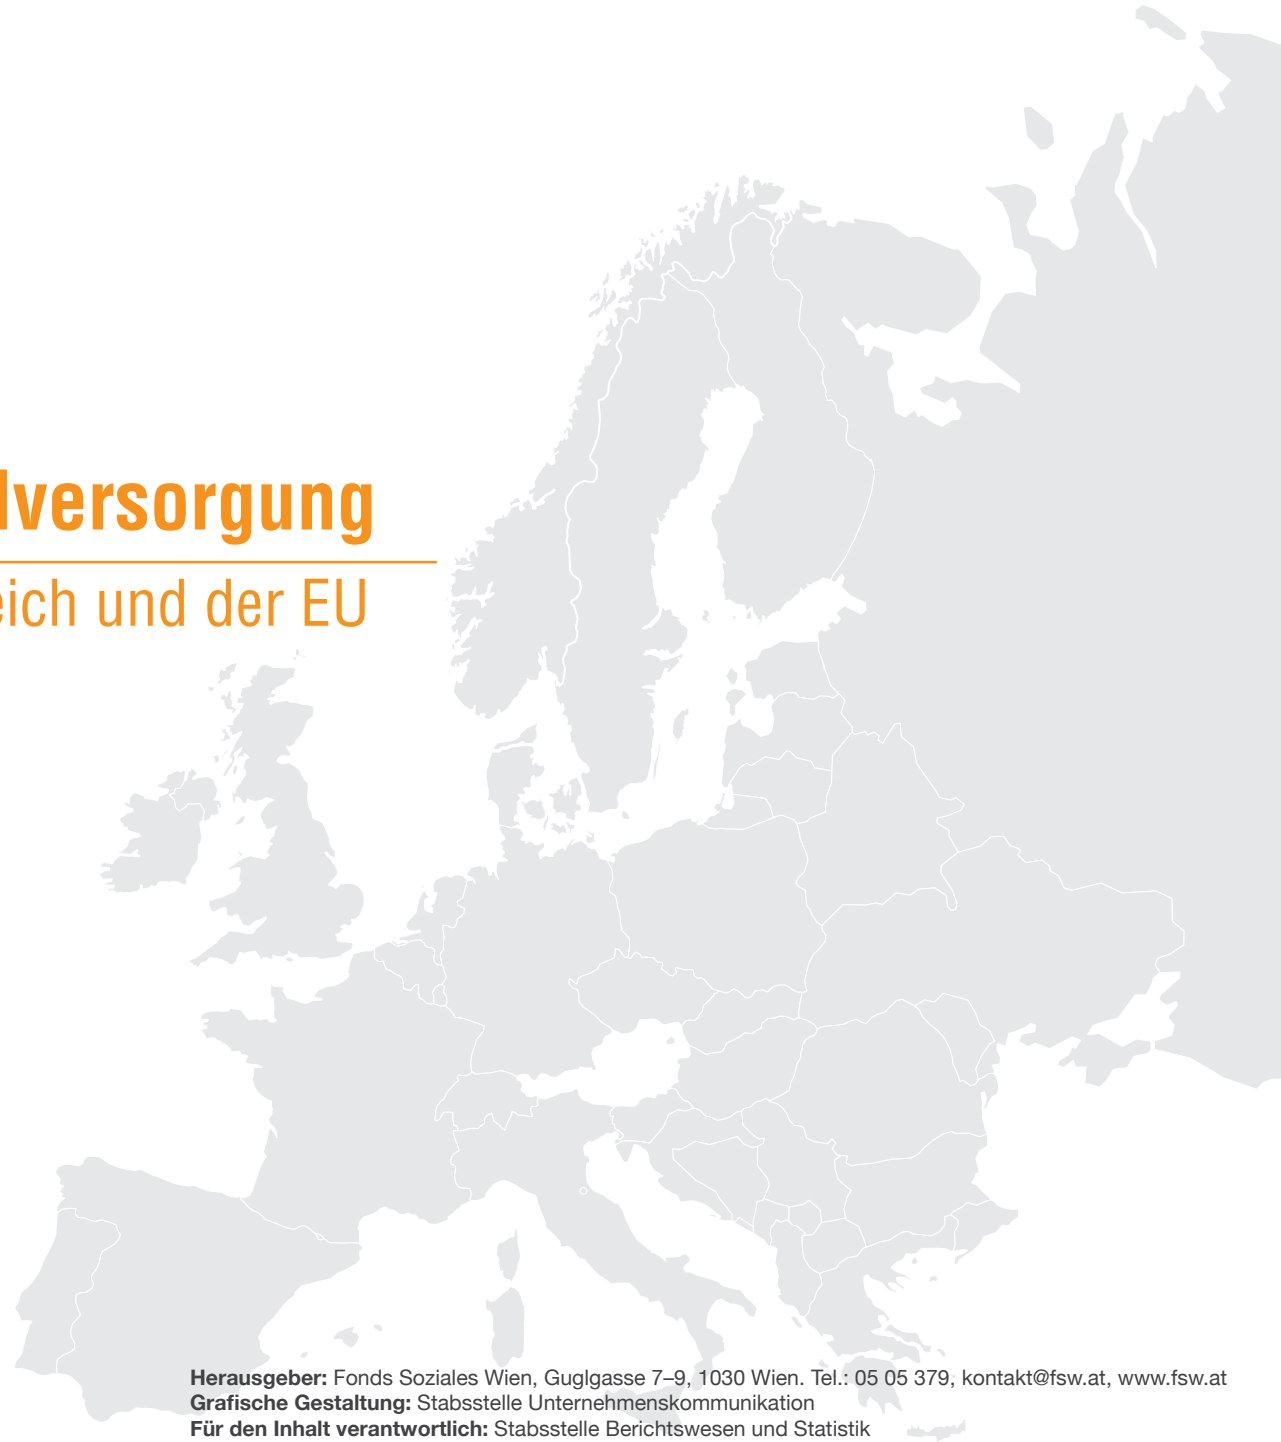 lversorgung
eich und der EU
Herausgeber: Fonds Soziales Wien, Guglgasse 7–9, 1030 Wien. Tel.: 05 05 379, kontakt@fsw.at, www.fsw.at
Grafische Gestaltung: Stabsstelle Unternehmenskommunikation
Für den Inhalt verantwortlich: Stabsstelle Berichtswesen und Statistik